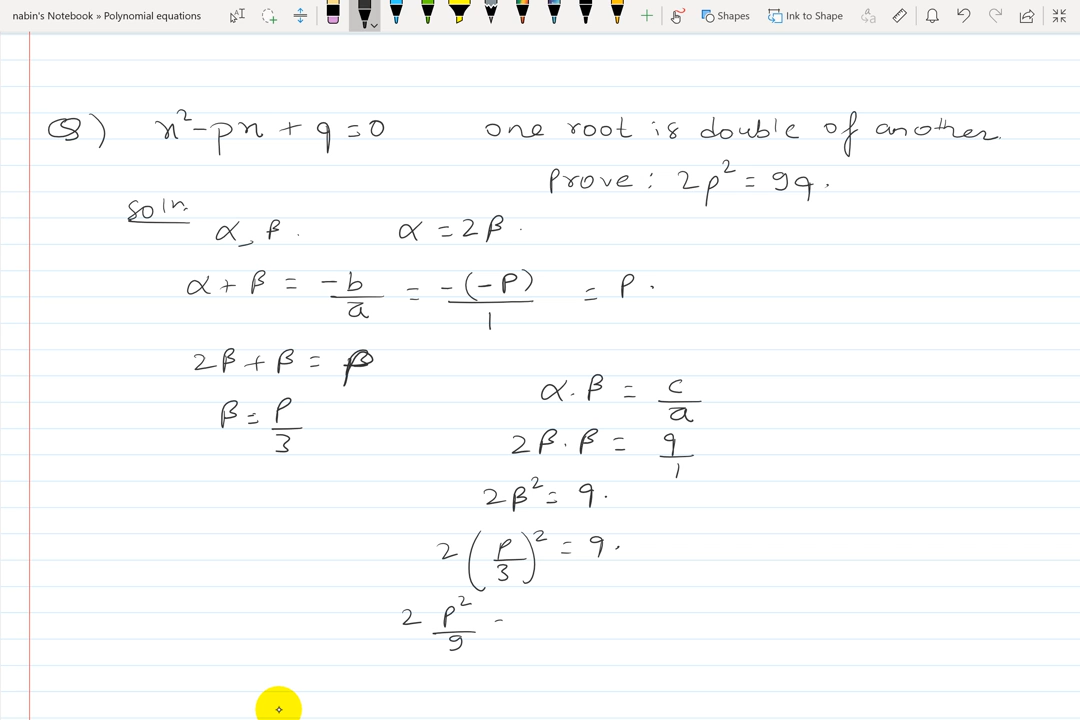 nabin's Notebook » Polynomial equations
Shapes
Ink to Shape
Q) x² - px + q = 0 one root is double of another.
Prove : 2p² = 9q.
Soln.
α, β. α = 2β.
α + β = -b/a = -(-P)/1 = P.
2β + β = p
β = P/3
α . β = c/a
2β . β = q/1
2β² = q.
2(P/3)² = q.
2 P²/9 =